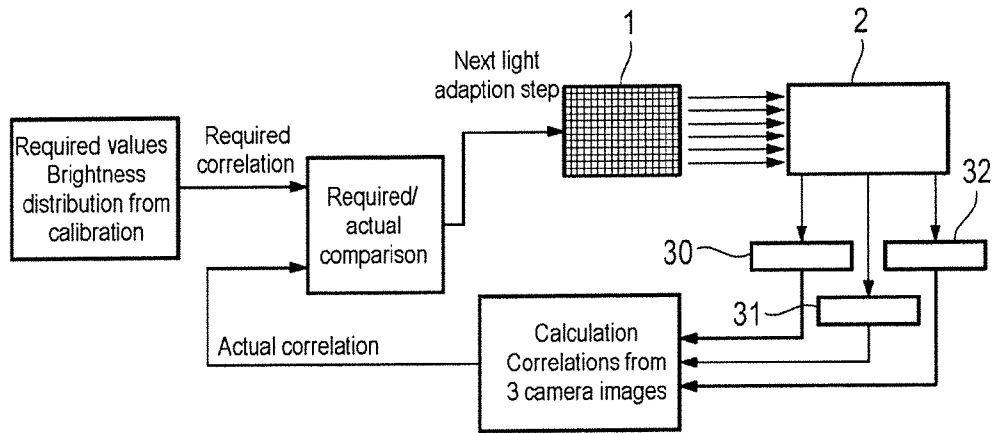 1
2
Next light
adaption step
Required values
Brightness
distribution from
calibration
Required
correlation
Required/
actual
comparison
32
30
31
Actual correlation
Calculation
Correlations from
3 camera images